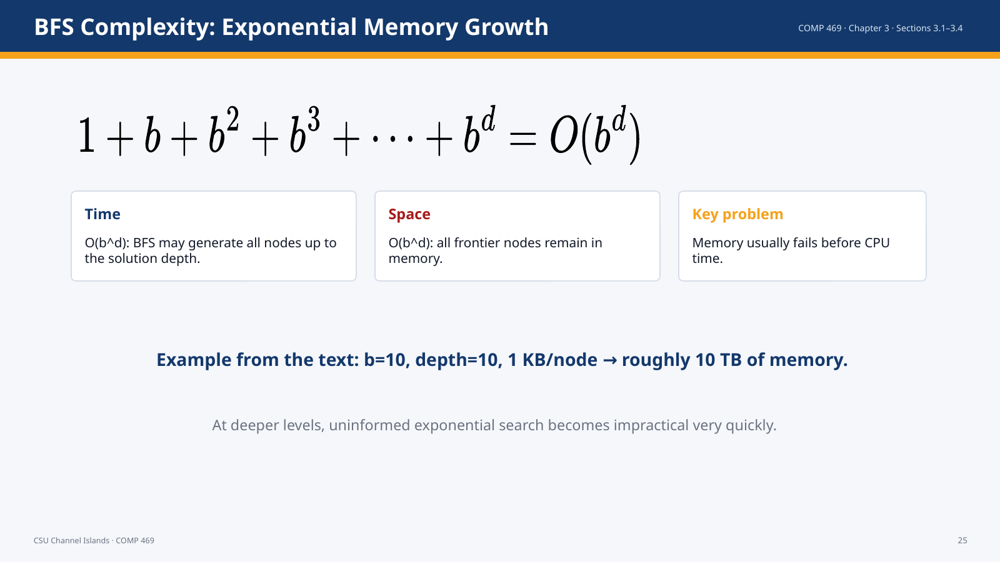 BFS Complexity: Exponential Memory Growth
COMP 469 · Chapter 3 · Sections 3.1–3.4
1 + b + b^2 + b^3 + ⋯ + b^d = O(b^d)
Time
O(b^d): BFS may generate all nodes up to
the solution depth.
Space
O(b^d): all frontier nodes remain in
memory.
Key problem
Memory usually fails before CPU
time.
Example from the text: b=10, depth=10, 1 KB/node → roughly 10 TB of memory.
At deeper levels, uninformed exponential search becomes impractical very quickly.
CSU Channel Islands · COMP 469
25